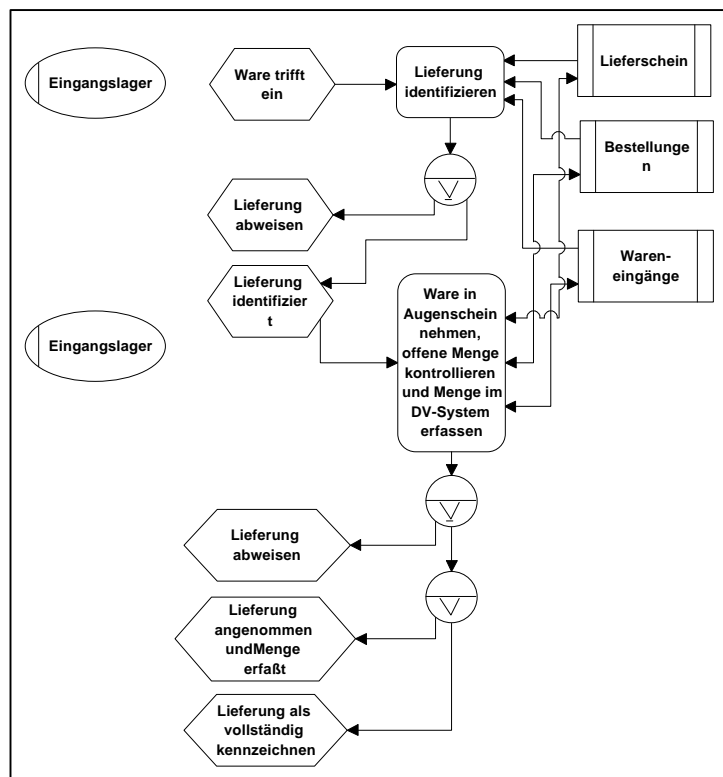 Eingangslager
Ware trifft
ein
Lieferung
identifizieren
Lieferschein
Bestellunge
n
Lieferung
abweisen
Waren-
eingänge
Lieferung
identifizier
t
Eingangslager
Ware in
Augenschein
nehmen,
offene Menge
kontrollieren
und Menge im
DV-System
erfassen
Lieferung
abweisen
Lieferung
angenommen
undMenge
erfaßt
Lieferung als
vollständig
kennzeichnen